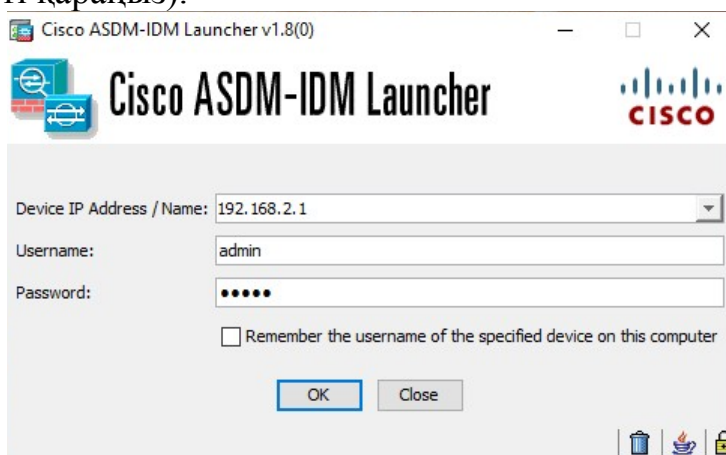 қараңыз).
Cisco ASDM-IDM Launcher v1.8(0)
Cisco ASDM-IDM Launcher
CISCO
Device IP Address / Name: 192.168.2.1
Username: admin
Password: •••••
Remember the username of the specified device on this computer
OK Close